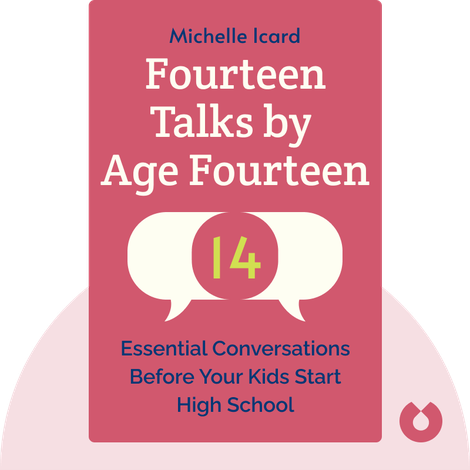 Michelle Icard
Fourteen
Talks by
Age Fourteen
14
Essential Conversations
Before Your Kids Start
High School